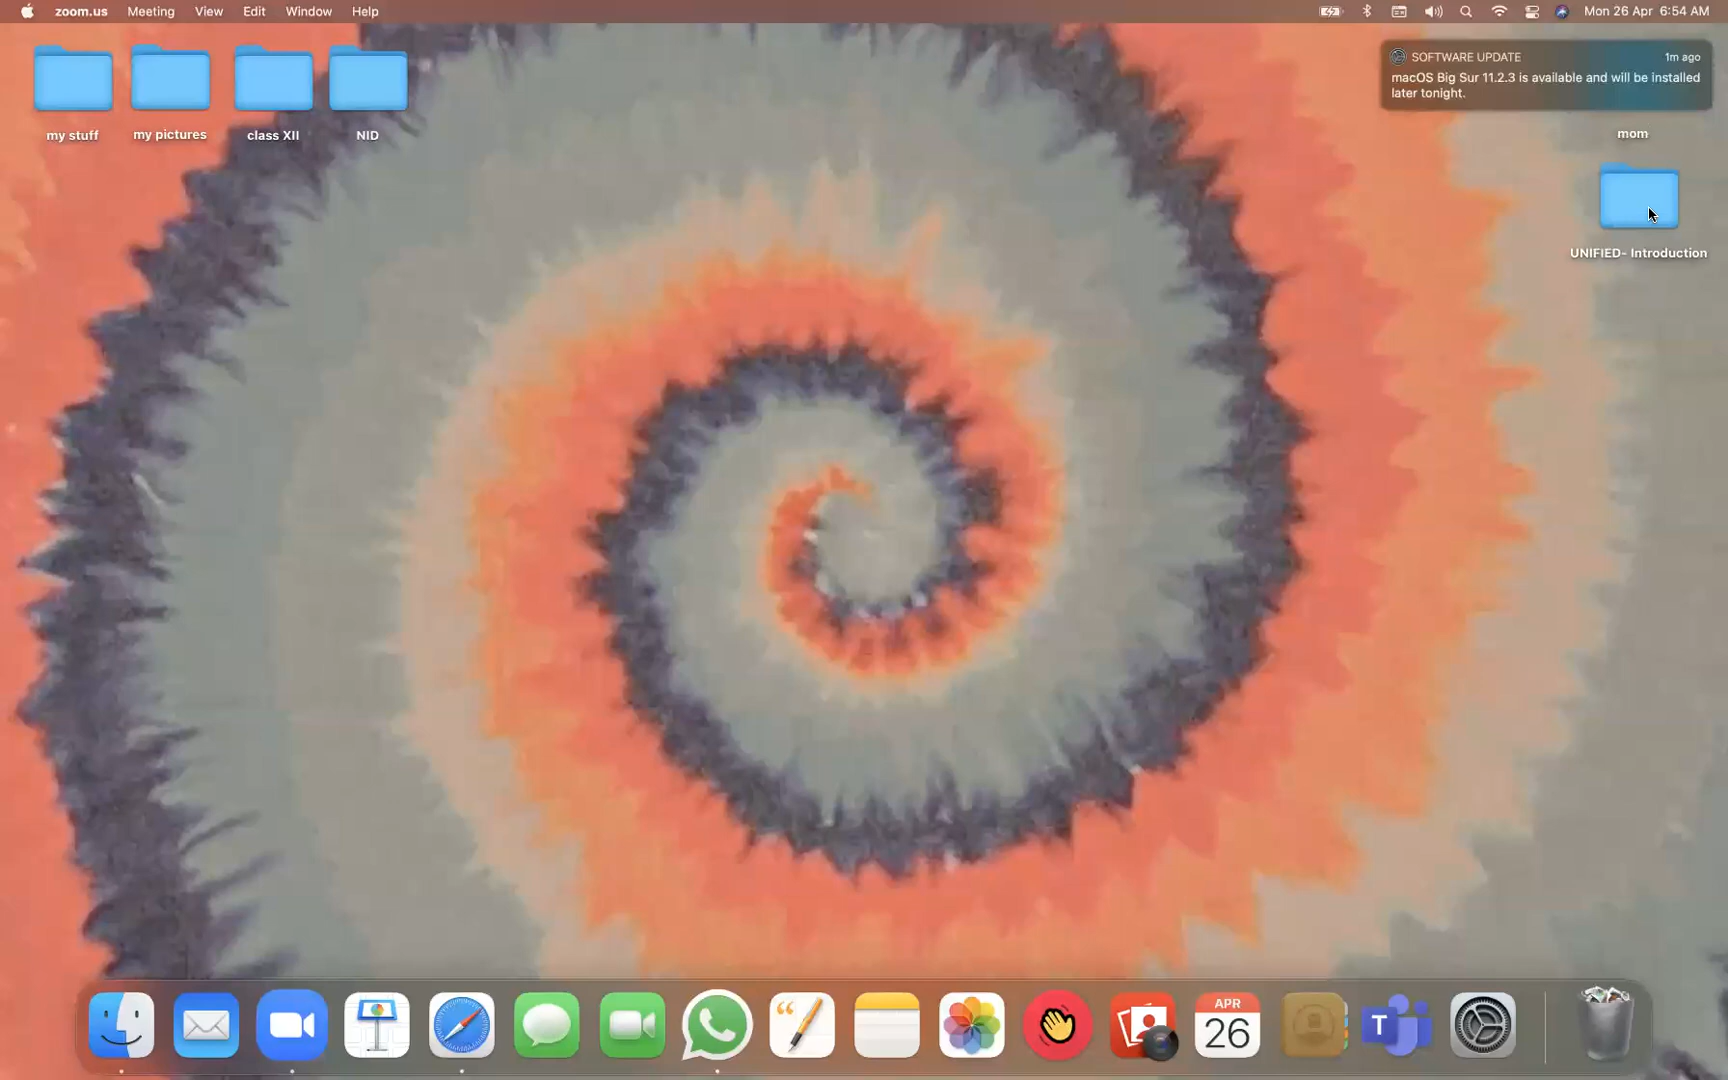 zoom.us Meeting View Edit Window Help Mon 26 Apr 6:54 AM
SOFTWARE UPDATE 1m ago
macOS Big Sur 11.2.3 is available and will be installed
later tonight.
my stuff my pictures class XII NID mom
UNIFIED- Introduction
APR
26
T